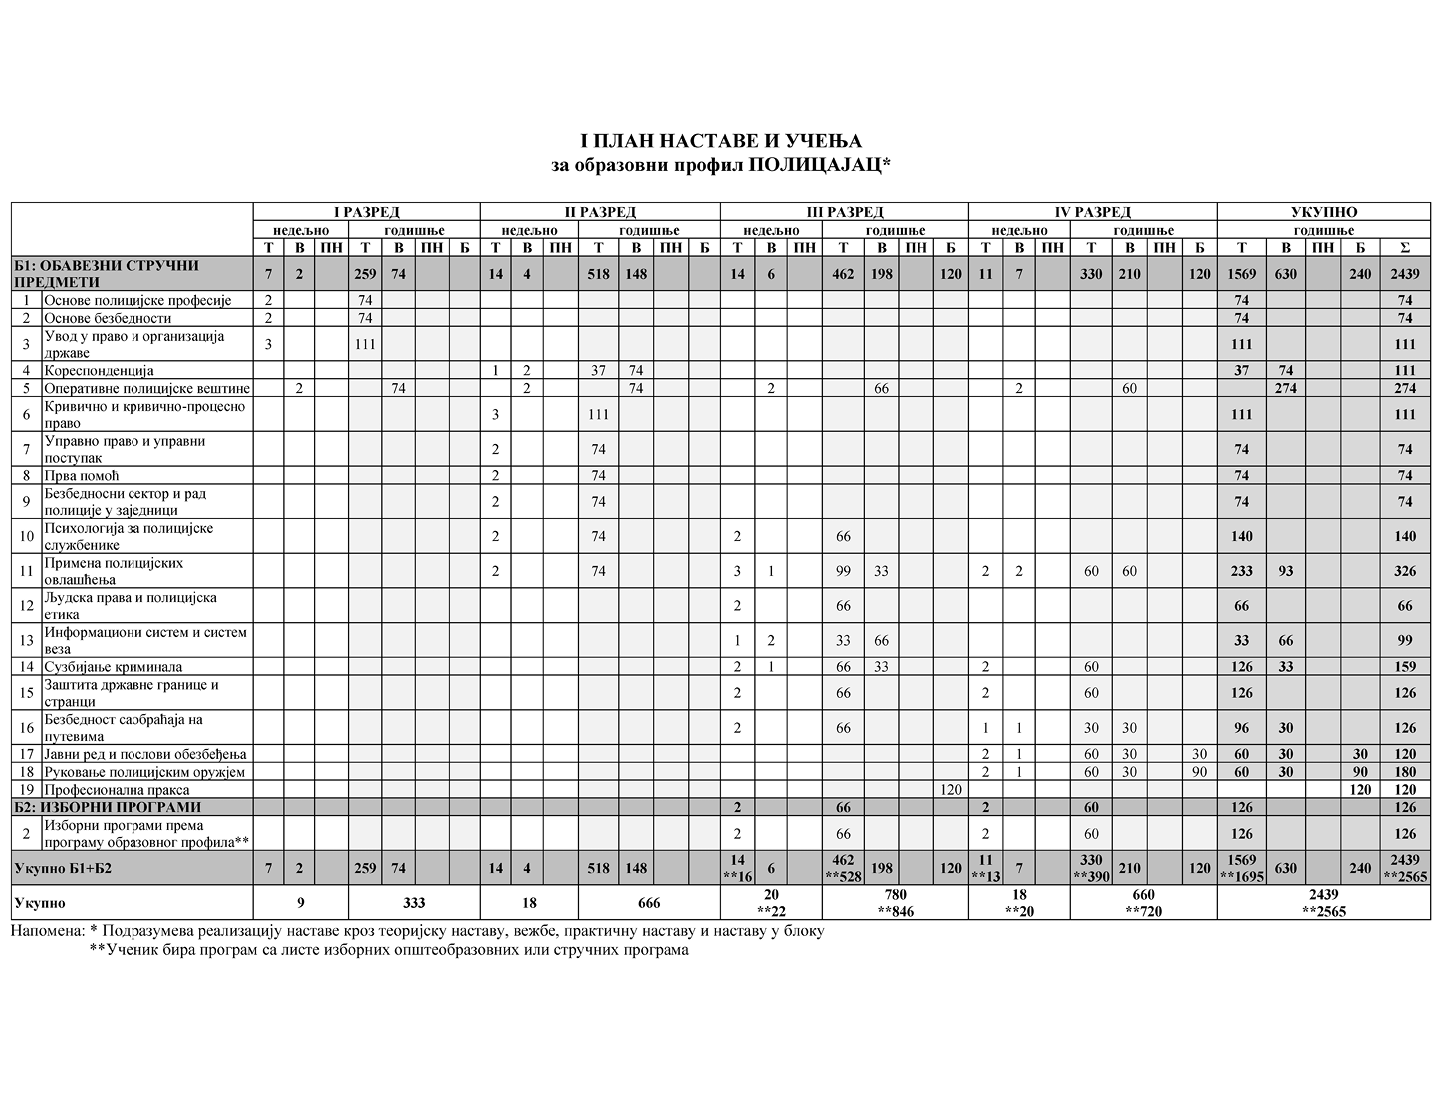 I ПЛАН НАСТАВЕ И УЧЕЊА
за образовни профил ПОЛИЦАЈАЦ*
I РАЗРЕД II РАЗРЕД III РАЗРЕД IV РАЗРЕД УКУПНО
недељно годишње недељно годишње недељно годишње недељно годишње годишње
Т В ПН Т В ПН Б Т В ПН Т В ПН Б Т В ПН Т В ПН Б Т В ПН Т В ПН Б Т В ПН Б Σ
Б1: ОБАВЕЗНИ СТРУЧНИ
ПРЕДМЕТИ 7 2 259 74 14 4 518 148 14 6 462 198 120 11 7 330 210 120 1569 630 240 2439
1 Основе полицијске професије 2 74 74 74
2 Основе безбедности 2 74 74 74
3 Увод у право и организација
државе 3 111 111 111
4 Кореспонденција 1 2 37 74 37 74 111
5 Оперативне полицијске вештине 2 74 2 74 2 66 2 60 274 274
6 Кривично и кривично-процесно
право 3 111 111 111
7 Управно право и управни
поступак 2 74 74 74
8 Прва помоћ 2 74 74 74
9 Безбедносни сектор и рад
полиције у заједници 2 74 74 74
10 Психологија за полицијске
службенике 2 74 2 66 140 140
11 Примена полицијских
овлашћења 2 74 3 1 99 33 2 2 60 60 233 93 326
12 Људска права и полицијска
етика 2 66 66 66
13 Информациони систем и систем
веза 1 2 33 66 33 66 99
14 Сузбијање криминала 2 1 66 33 2 60 126 33 159
15 Заштита државне границе и
странци 2 66 2 60 126 126
16 Безбедност саобраћаја на
путевима 2 66 1 1 30 30 96 30 126
17 Јавни ред и послови обезбеђења 2 1 60 30 30 60 30 30 120
18 Руковање полицијским оружјем 2 1 60 30 90 60 30 90 180
19 Професионална пракса 120 120 120
Б2: ИЗБОРНИ ПРОГРАМИ 2 66 2 60 126 126
2 Изборни програми према
програму образовног профила** 2 66 2 60 126 126
Укупно Б1+Б2 7 2 259 74 14 4 518 148 14 6 462 198 120 11 7 330 210 120 1569 630 240 2439
**16 **528 **13 **390 **1695 **2565
Укупно 9 333 18 666 20 780 18 660 2439
**22 **846 **20 **720 **2565
Напомена: * Подразумева реализацију наставе кроз теоријску наставу, вежбе, практичну наставу и наставу у блоку
**Ученик бира програм са листе изборних општеобразовних или стручних програма